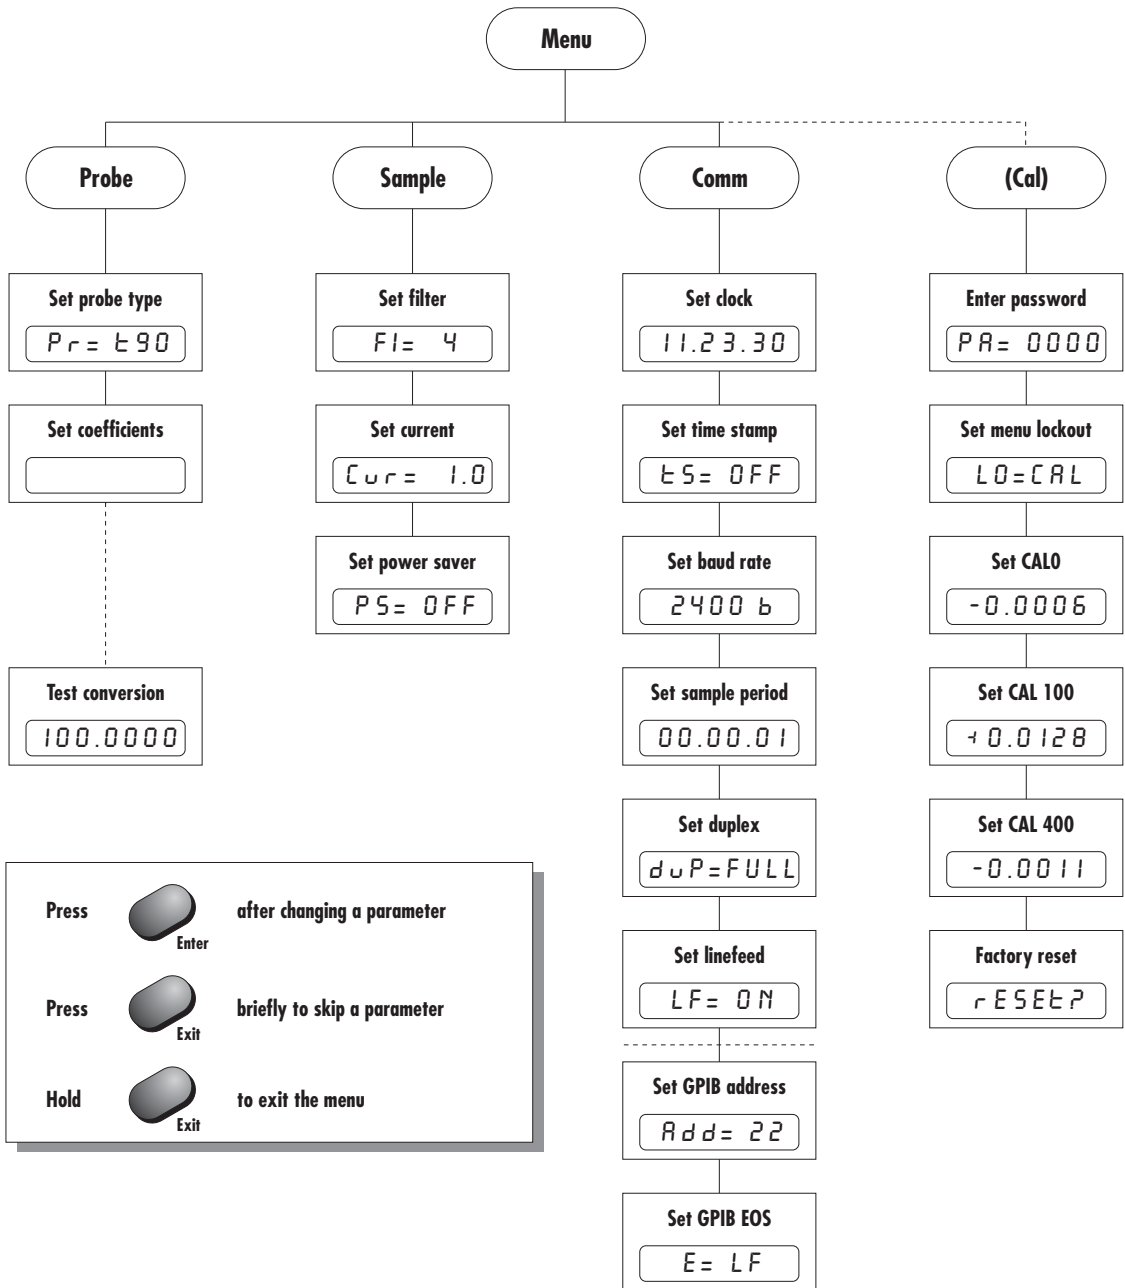 Menu
Probe
Sample
Comm
(Cal)
Set probe type
Pr= t90
Set coefficients
Test conversion
100.0000
Set filter
FI= 4
Set current
Cur= 1.0
Set power saver
PS= OFF
Set clock
11.23.30
Set time stamp
tS= OFF
Set baud rate
2400 b
Set sample period
00.00.01
Set duplex
duP=FULL
Set linefeed
LF= ON
Set GPIB address
Add= 22
Set GPIB EOS
E= LF
Enter password
PA= 0000
Set menu lockout
LO=CAL
Set CAL0
-0.0006
Set CAL 100
+0.0128
Set CAL 400
-0.0011
Factory reset
rESEt?
Press Enter after changing a parameter
Press Exit briefly to skip a parameter
Hold Exit to exit the menu